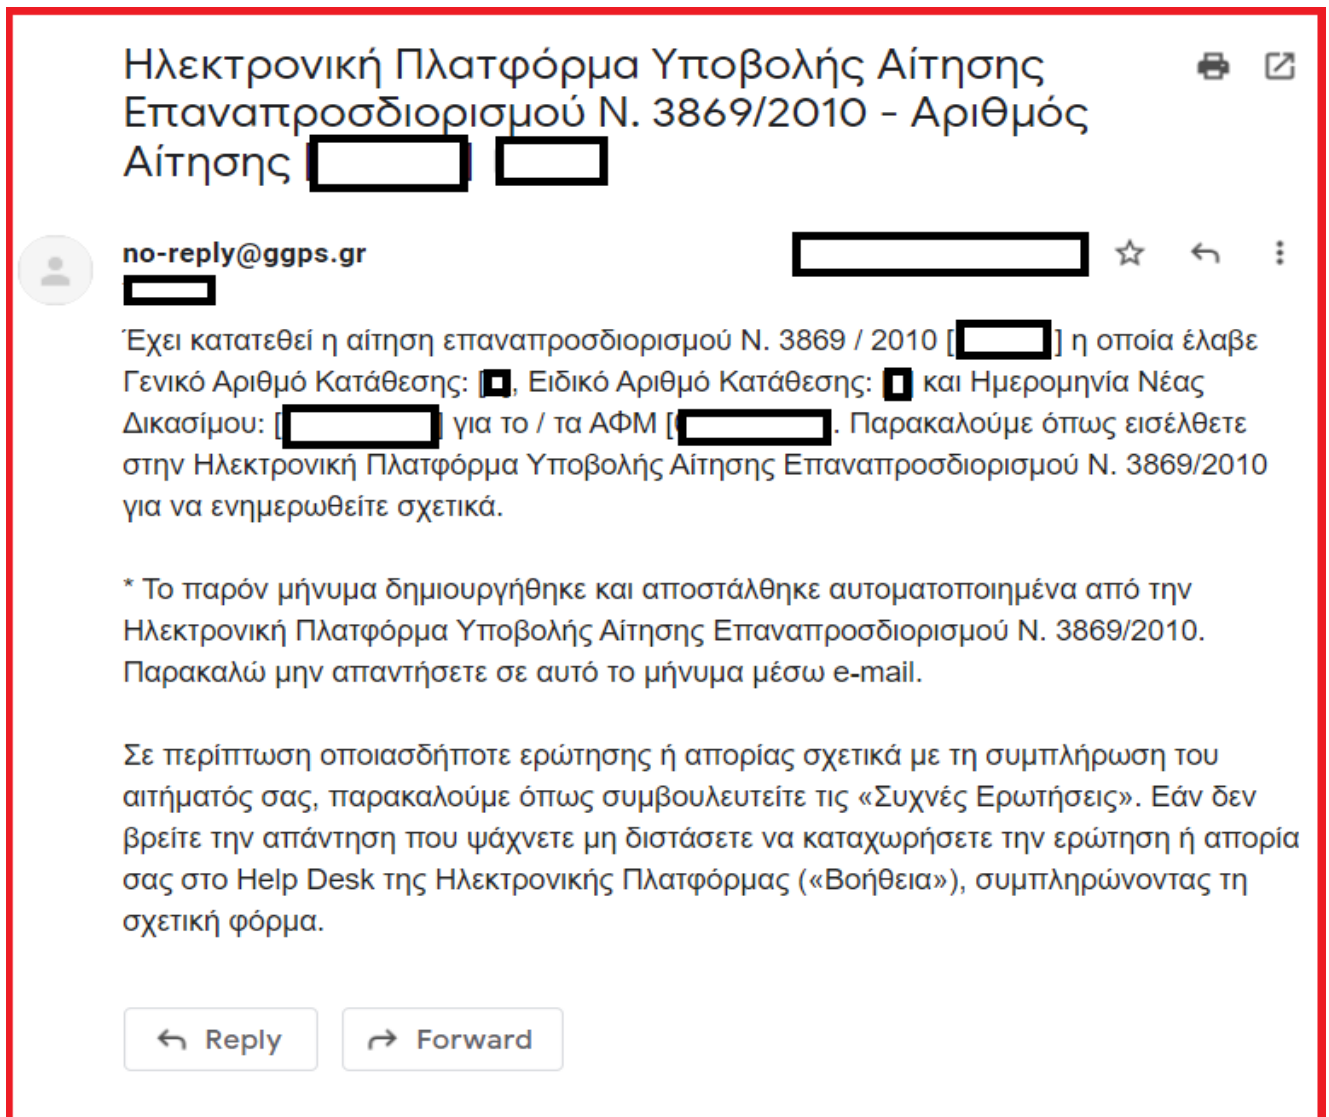 Ηλεκτρονική Πλατφόρμα Υποβολής Αίτησης
Επαναπροσδιορισμού Ν. 3869/2010 - Αριθμός
Αίτησης
no-reply@ggps.gr
Έχει κατατεθεί η αίτηση επαναπροσδιορισμού Ν. 3869 / 2010 [ ] η οποία έλαβε
Γενικό Αριθμό Κατάθεσης: [ , Ειδικό Αριθμό Κατάθεσης: [ ] και Ημερομηνία Νέας
Δικασίμου: [ ] για το / τα ΑΦΜ [ . Παρακαλούμε όπως εισέλθετε
στην Ηλεκτρονική Πλατφόρμα Υποβολής Αίτησης Επαναπροσδιορισμού Ν. 3869/2010
για να ενημερωθείτε σχετικά.
* Το παρόν μήνυμα δημιουργήθηκε και αποστάλθηκε αυτοματοποιημένα από την
Ηλεκτρονική Πλατφόρμα Υποβολής Αίτησης Επαναπροσδιορισμού Ν. 3869/2010.
Παρακαλώ μην απαντήσετε σε αυτό το μήνυμα μέσω e-mail.
Σε περίπτωση οποιασδήποτε ερώτησης ή απορίας σχετικά με τη συμπλήρωση του
αιτήματός σας, παρακαλούμε όπως συμβουλευτείτε τις «Συχνές Ερωτήσεις». Εάν δεν
βρείτε την απάντηση που ψάχνετε μη διστάσετε να καταχωρήσετε την ερώτηση ή απορία
σας στο Help Desk της Ηλεκτρονικής Πλατφόρμας («Βοήθεια»), συμπληρώνοντας τη
σχετική φόρμα.
Reply
Forward